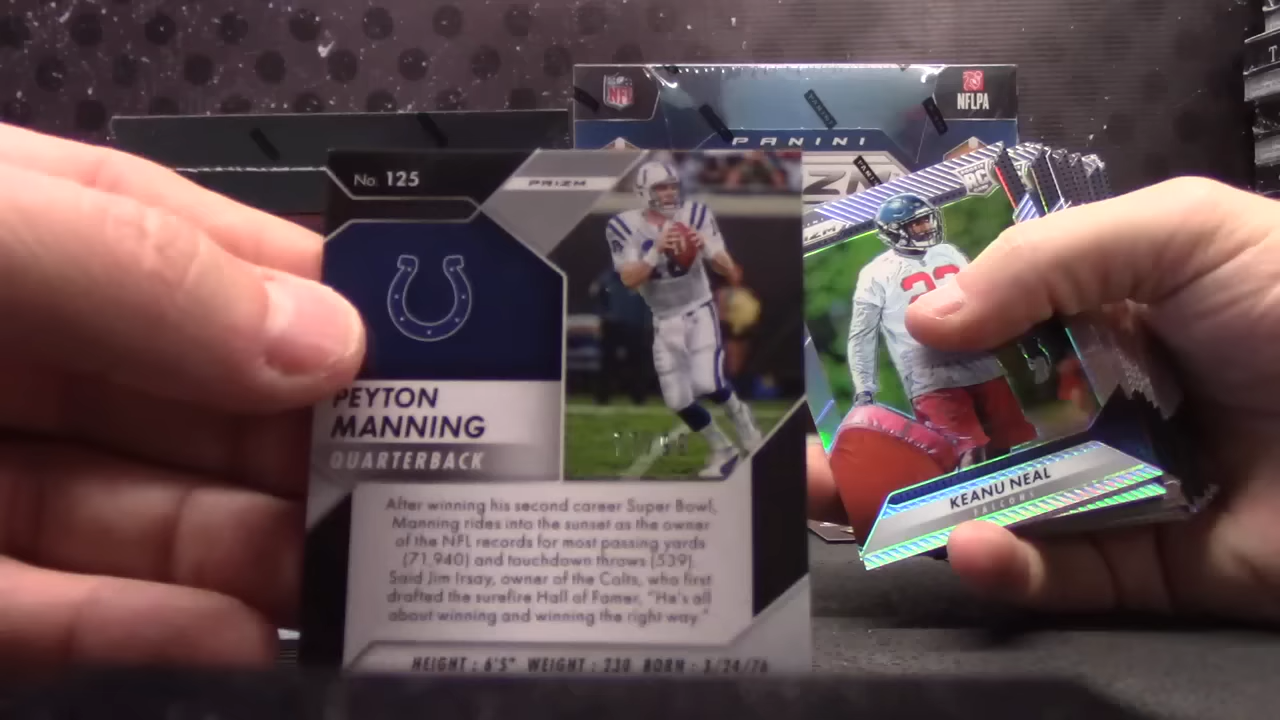 NFL
NFLPA
PANINI
No. 125
PRIZM
PEYTON
MANNING
QUARTERBACK
After winning his second career Super Bowl,
Manning rides into the sunset as the owner
of the NFL records for most passing yards
(71,940) and touchdown throws (539).
Said Jim Irsay, owner of the Colts, who first
drafted the surefire Hall of Famer, "He's all
about winning and winning the right way."
HEIGHT : 6'5" WEIGHT : 230 BORN : 3/24/76
RC
KEANU NEAL
FALCONS